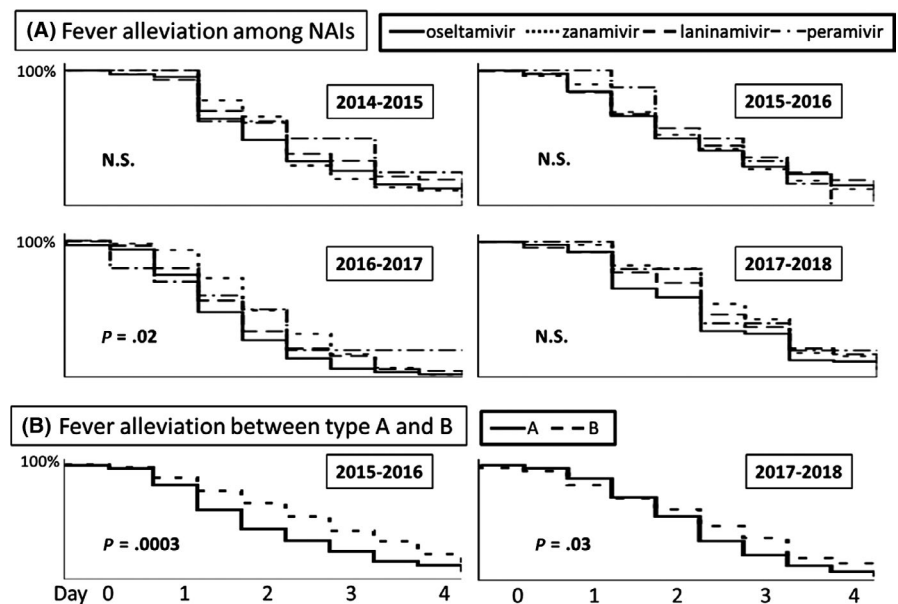 (A) Fever alleviation among NAIs
oseltamivir zanamivir laninamivir peramivir
100%
2014-2015
N.S.
2015-2016
N.S.
100%
2016-2017
P = .02
2017-2018
N.S.
(B) Fever alleviation between type A and B
A B
100%
2015-2016
P = .0003
2017-2018
P = .03
Day 0 1 2 3 4
0 1 2 3 4